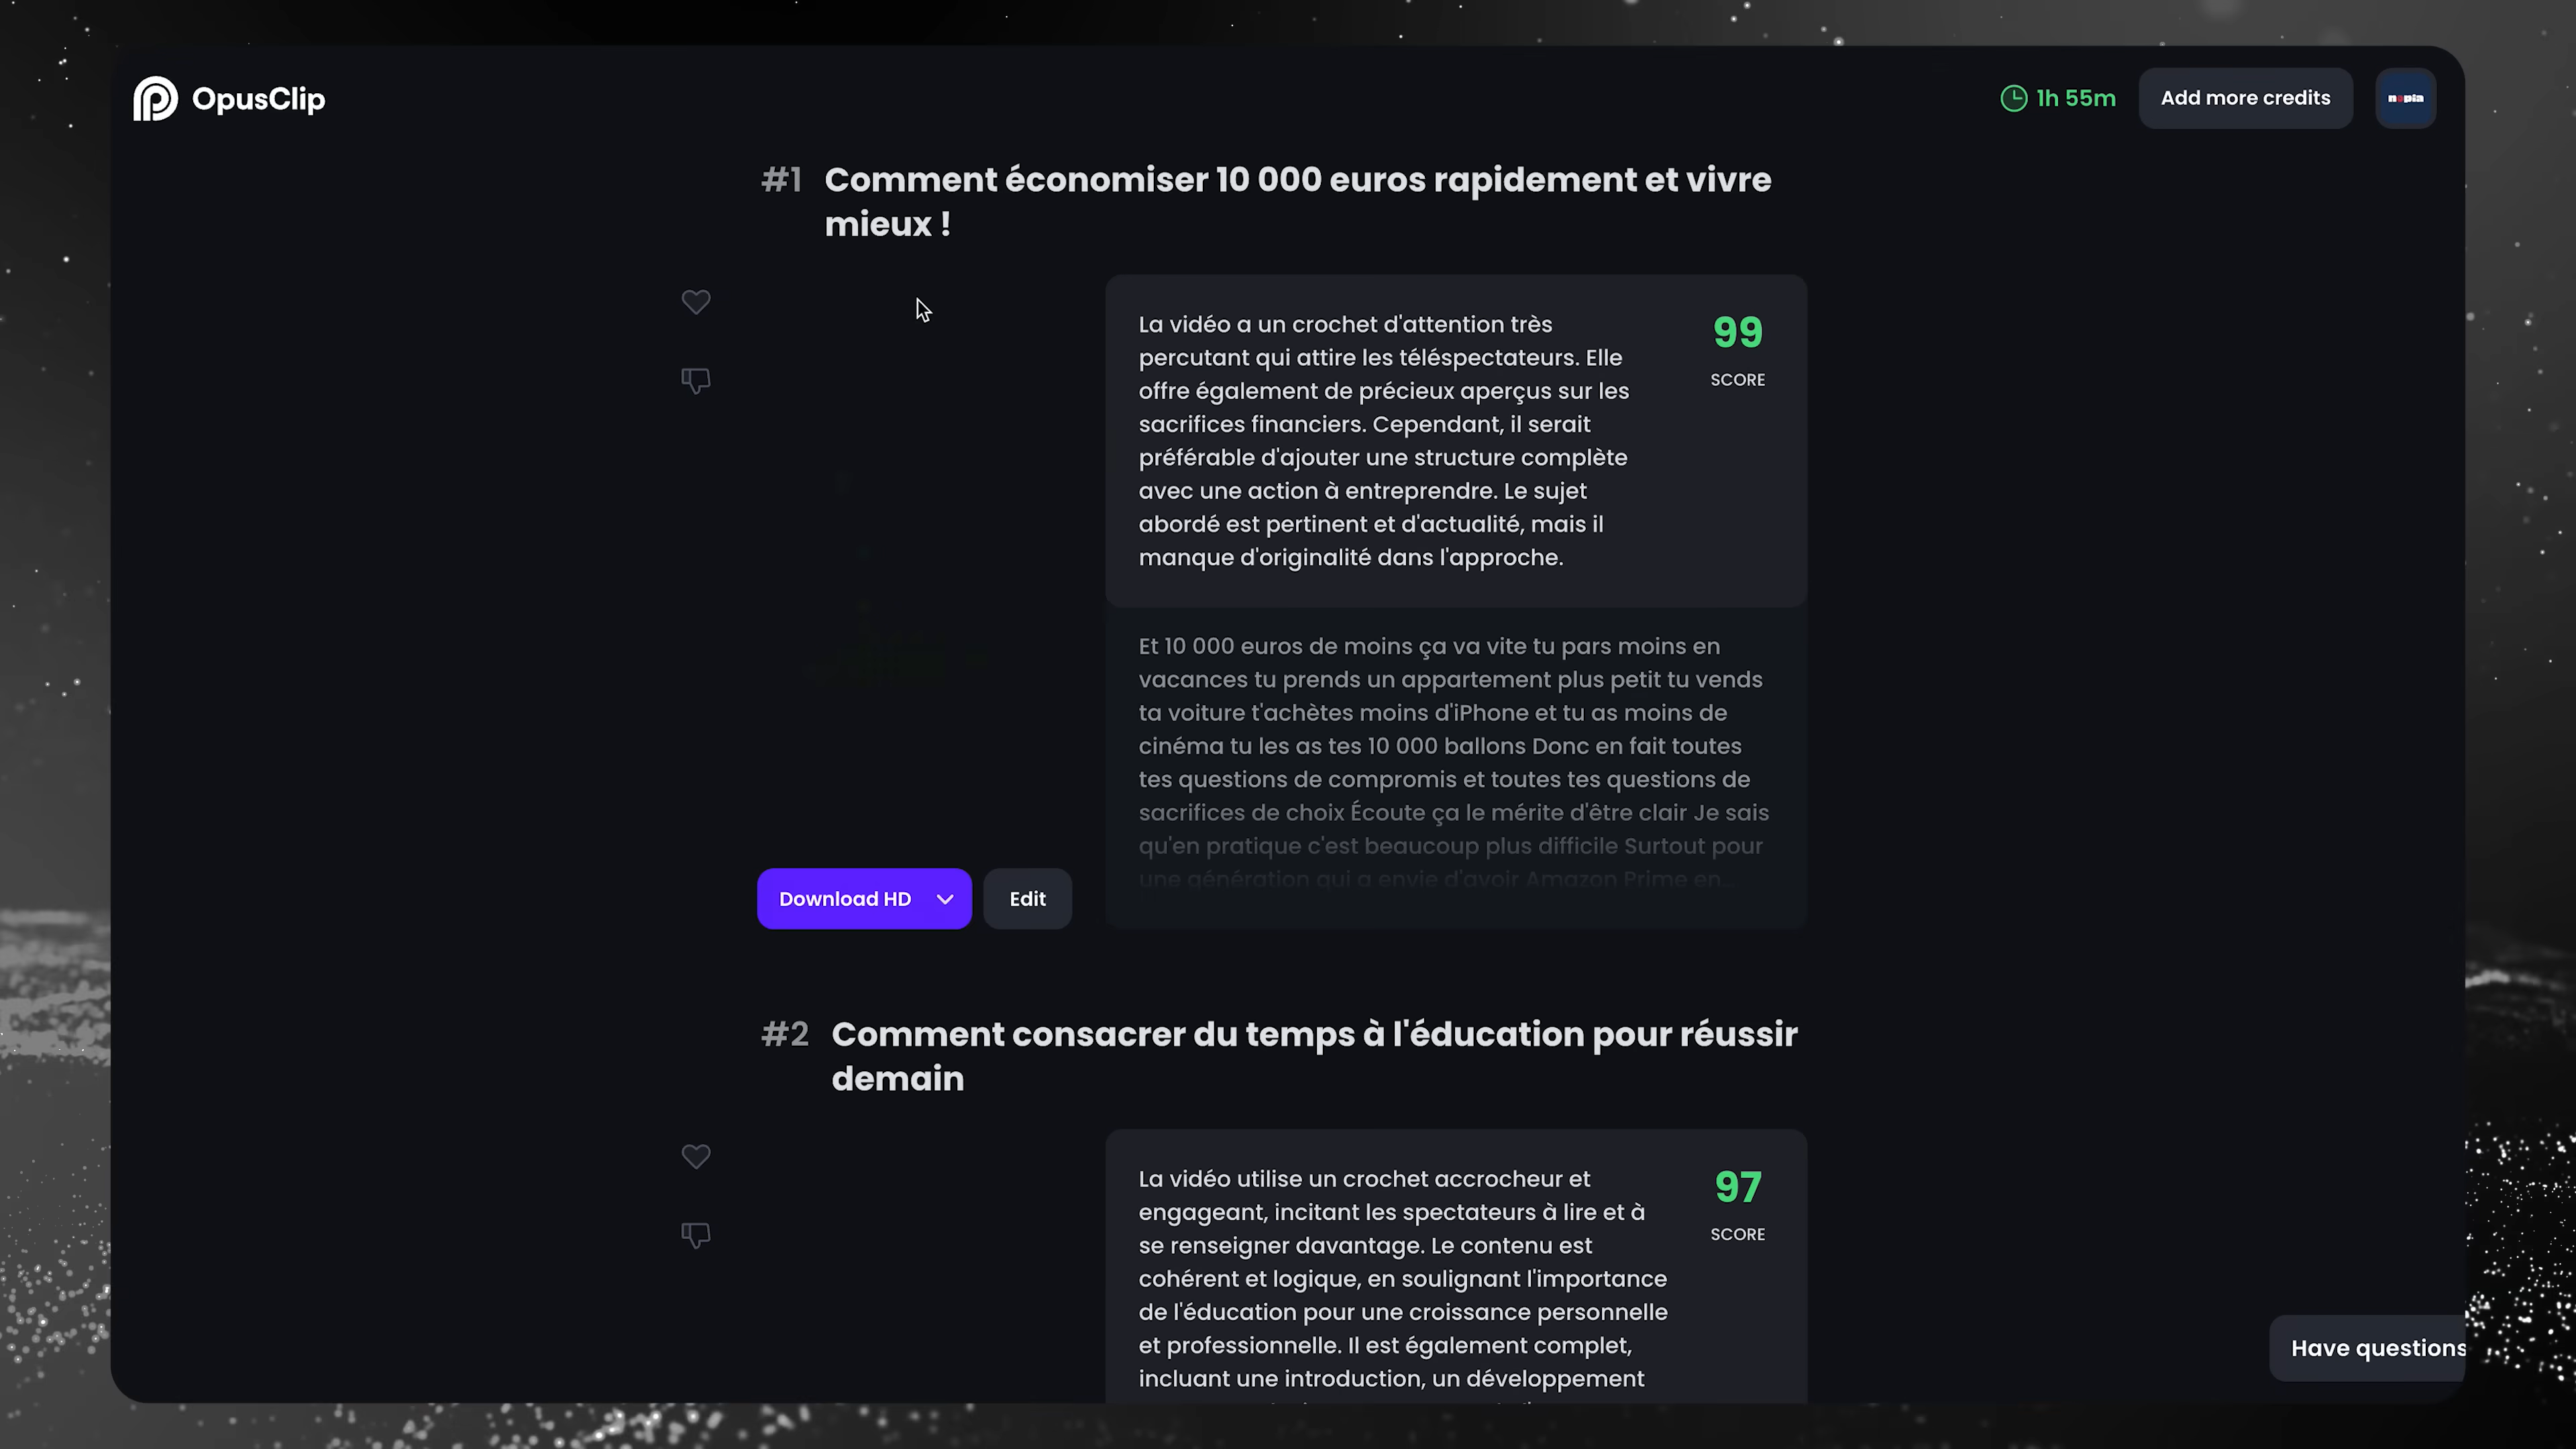 OpusClip
1h 55m
Add more credits
nopia
#1 Comment économiser 10 000 euros rapidement et vivre
mieux !
La vidéo a un crochet d'attention très
percutant qui attire les téléspectateurs. Elle
offre également de précieux aperçus sur les
sacrifices financiers. Cependant, il serait
préférable d'ajouter une structure complète
avec une action à entreprendre. Le sujet
abordé est pertinent et d'actualité, mais il
manque d'originalité dans l'approche.
99
SCORE
Et 10 000 euros de moins ça va vite tu pars moins en
vacances tu prends un appartement plus petit tu vends
ta voiture t'achètes moins d'iPhone et tu as moins de
cinéma tu les as tes 10 000 ballons Donc en fait toutes
tes questions de compromis et toutes tes questions de
sacrifices de choix Écoute ça le mérite d'être clair Je sais
qu'en pratique c'est beaucoup plus difficile Surtout pour
une génération qui a envie d'avoir Amazon Prime en...
Download HD
Edit
#2 Comment consacrer du temps à l'éducation pour réussir
demain
La vidéo utilise un crochet accrocheur et
engageant, incitant les spectateurs à lire et à
se renseigner davantage. Le contenu est
cohérent et logique, en soulignant l'importance
de l'éducation pour une croissance personnelle
et professionnelle. Il est également complet,
incluant une introduction, un développement
97
SCORE
Have questions